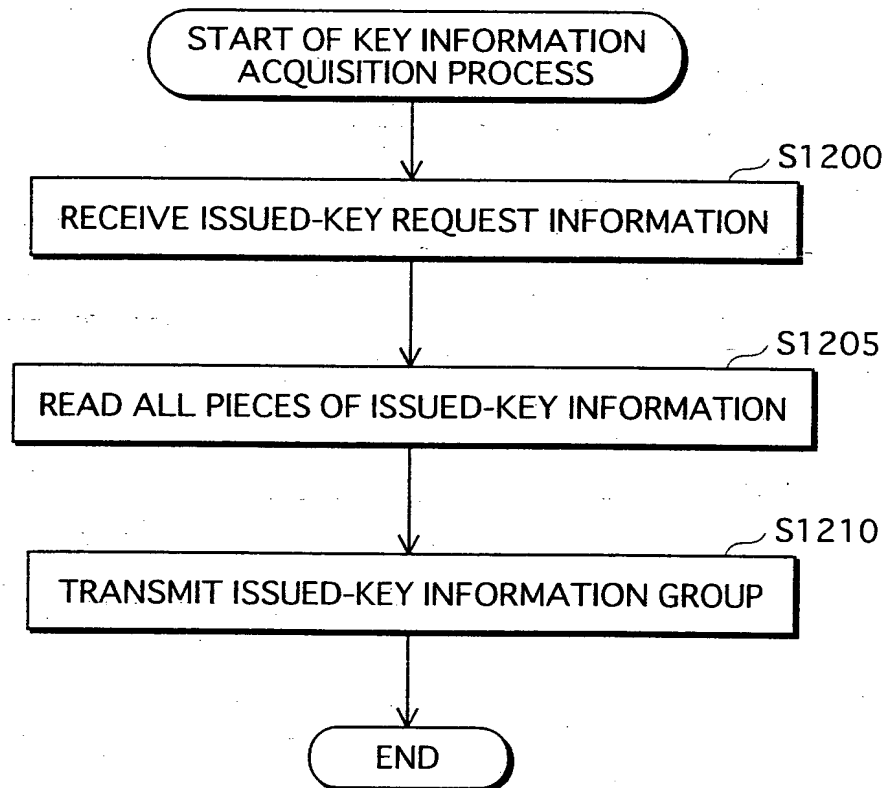 START OF KEY INFORMATION
ACQUISITION PROCESS
S1200
RECEIVE ISSUED-KEY REQUEST INFORMATION
S1205
READ ALL PIECES OF ISSUED-KEY INFORMATION
S1210
TRANSMIT ISSUED-KEY INFORMATION GROUP
END